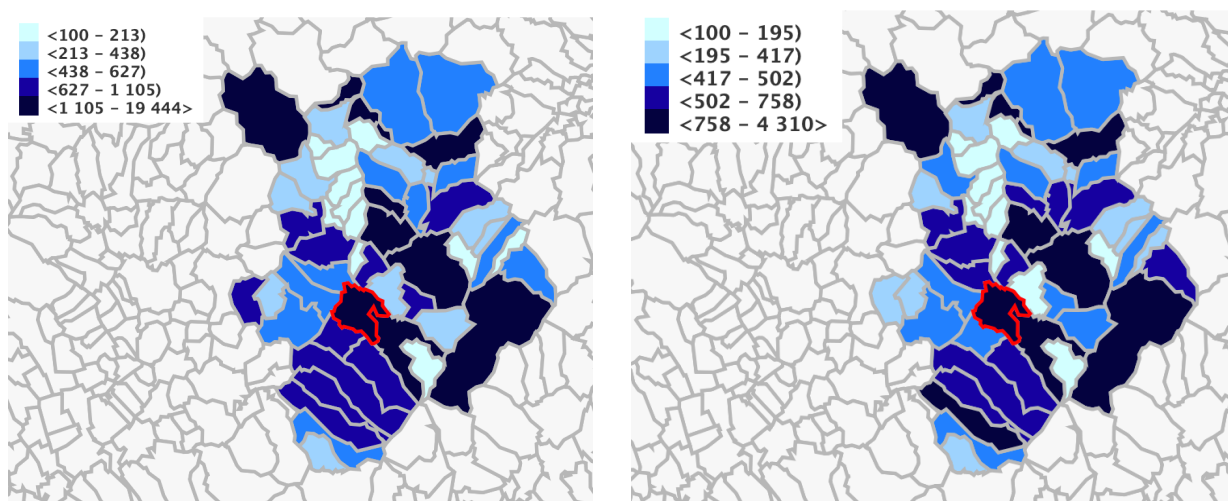 <100 – 213)
<213 – 438)
<438 – 627)
<627 – 1 105)
<1 105 – 19 444>
<100 – 195)
<195 – 417)
<417 – 502)
<502 – 758)
<758 – 4 310>